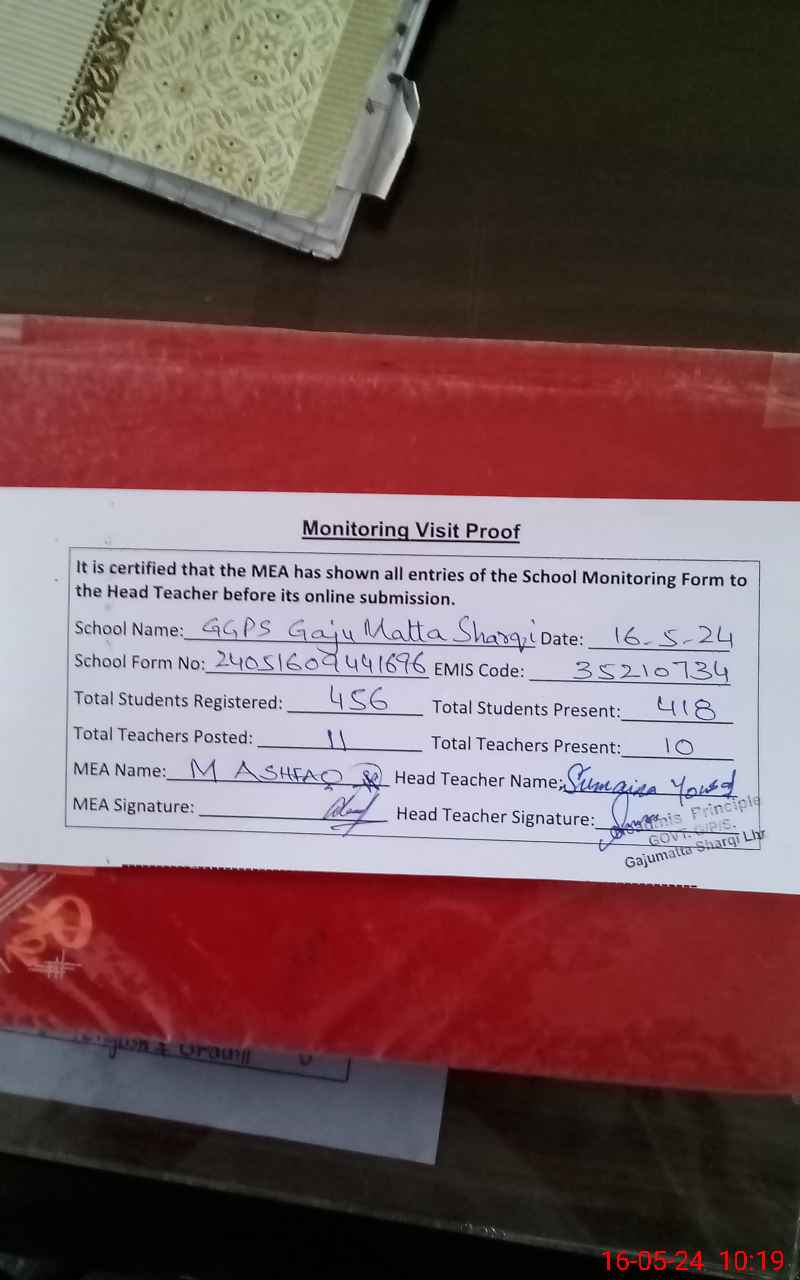 Monitoring Visit Proof
It is certified that the MEA has shown all entries of the School Monitoring Form to
the Head Teacher before its online submission.
School Name: GGPS Gaju Matta Sharqi Date: 16-5-24
School Form No: 24051609441696 EMIS Code: 35210734
Total Students Registered: 456 Total Students Present: 418
Total Teachers Posted: 11 Total Teachers Present: 10
MEA Name: M ASHFAQ Head Teacher Name: Sumaira Yousaf
MEA Signature: Head Teacher Signature:
Principle
GOVT.
Gajumatta Sharqi Lhr
16-05-24 10:19